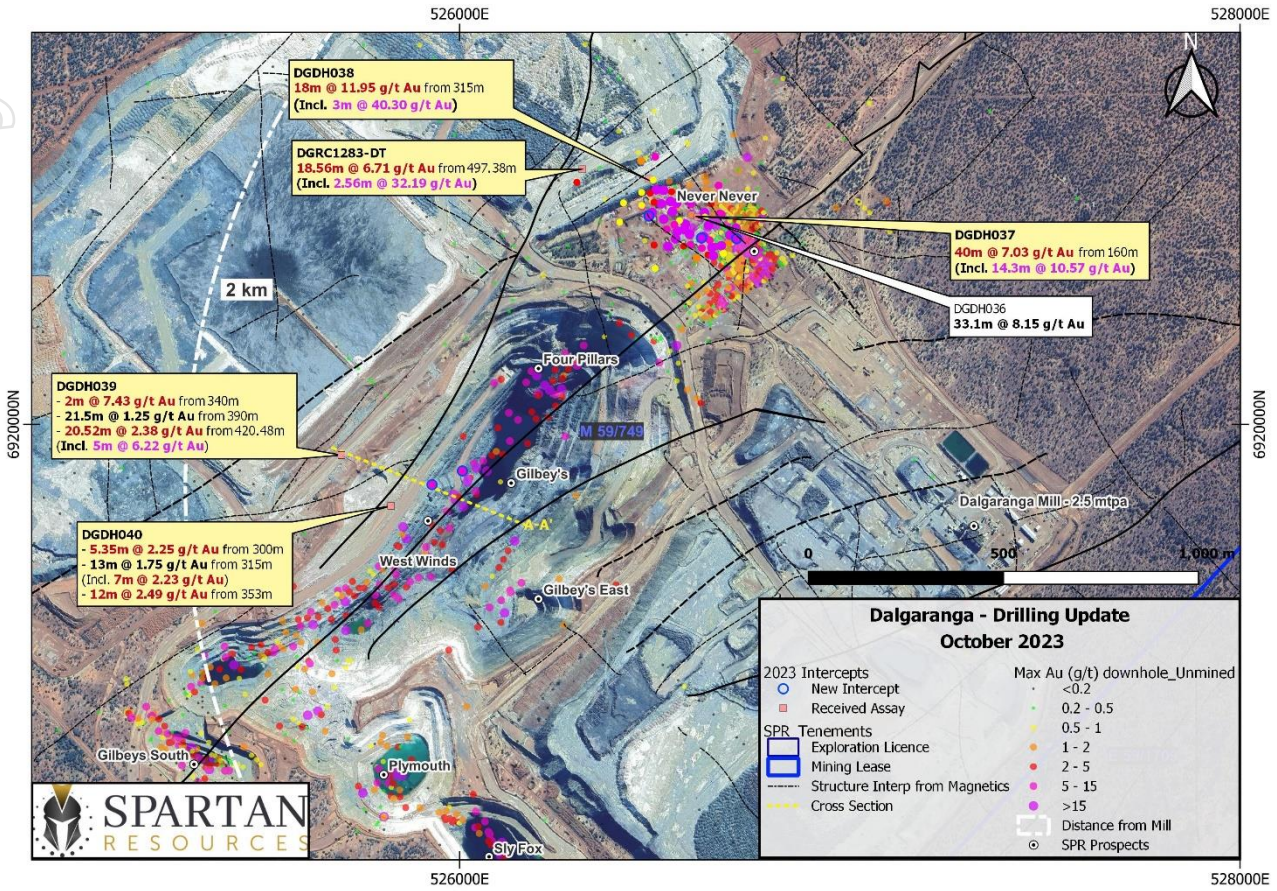 526000E
528000E
N
DGDH038
18m @ 11.95 g/t Au from 315m
(Incl. 3m @ 40.30 g/t Au)
DGRC1283-DT
18.56m @ 6.71 g/t Au from 497.38m
(Incl. 2.56m @ 32.19 g/t Au)
Never Never
DGDH037
40m @ 7.03 g/t Au from 160m
(Incl. 14.3m @ 10.57 g/t Au)
2 km
DGDH036
33.1m @ 8.15 g/t Au
Four Pillars
DGDH039
- 2m @ 7.43 g/t Au from 340m
- 21.5m @ 1.25 g/t Au from 390m
- 20.52m @ 2.38 g/t Au from 420.48m
(Incl. 5m @ 6.22 g/t Au)
6920000N
6920000N
M 59/749
Gilbey's
Dalgaranga Mill - 2.5 mtpa
A-A'
DGDH040
- 5.35m @ 2.25 g/t Au from 300m
- 13m @ 1.75 g/t Au from 315m
(Incl. 7m @ 2.23 g/t Au)
- 12m @ 2.49 g/t Au from 353m
West Winds
0 500 1,000 m
Gilbey's East
Dalgaranga - Drilling Update
October 2023
2023 Intercepts
New Intercept
Received Assay
SPR Tenements
Exploration Licence
Mining Lease
Structure Interp from Magnetics
Cross Section
Max Au (g/t) downhole_Unmined
<0.2
0.2 - 0.5
0.5 - 1
1 - 2
2 - 5
5 - 15
>15
Distance from Mill
SPR Prospects
Gilbeys South
Plymouth
Sly Fox
SPARTAN
RESOURCES
526000E
528000E